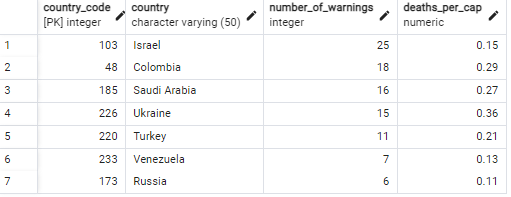 country_code country number_of_warnings deaths_per_cap
[PK] integer character varying (50) integer numeric
1 103 Israel 25 0.15
2 48 Colombia 18 0.29
3 185 Saudi Arabia 16 0.27
4 226 Ukraine 15 0.36
5 220 Turkey 11 0.21
6 233 Venezuela 7 0.13
7 173 Russia 6 0.11